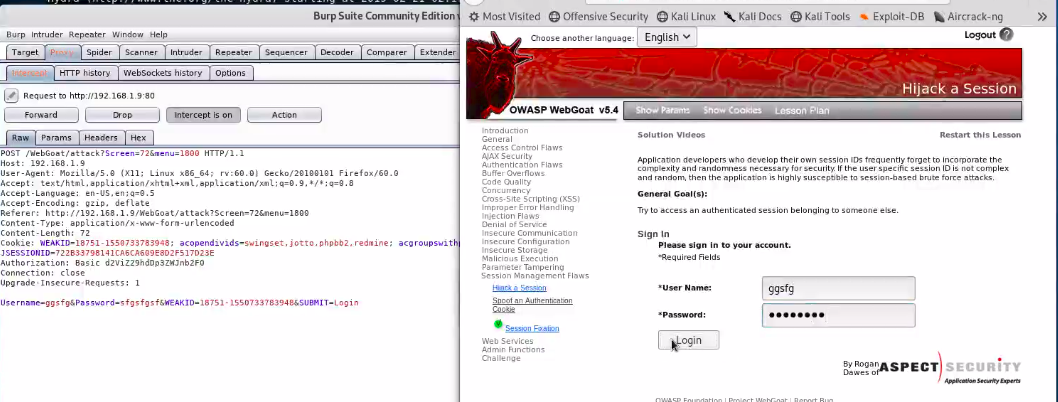 Burp Suite Community Edition
Burp Intruder Repeater Window Help
Target Proxy Spider Scanner Intruder Repeater Sequencer Decoder Comparer Extender
Intercept HTTP history WebSockets history Options
Request to http://192.168.1.9:80
Forward Drop Intercept is on Action
Raw Params Headers Hex
POST /WebGoat/attack?Screen=72&menu=1800 HTTP/1.1
Host: 192.168.1.9
User-Agent: Mozilla/5.0 (X11; Linux x86_64; rv:60.0) Gecko/20100101 Firefox/60.0
Accept: text/html,application/xhtml+xml,application/xml;q=0.9,*/*;q=0.8
Accept-Language: en-US,en;q=0.5
Accept-Encoding: gzip, deflate
Referer: http://192.168.1.9/WebGoat/attack?Screen=72&menu=1800
Content-Type: application/x-www-form-urlencoded
Content-Length: 72
Cookie: WEAKID=18751-1550733783948; acopendivids=swingset,jotto,phpbb2,redmine; acgroupswith
JSESSIONID=722B33798141CA6CA609E8D2F517D23E
Authorization: Basic d2ViZ29hdDp3ZWJnb2F0
Connection: close
Upgrade-Insecure-Requests: 1
Username=ggsfg&Password=sfgsfgsf&WEAKID=18751-1550733783948&SUBMIT=Login
Most Visited Offensive Security Kali Linux Kali Docs Kali Tools Exploit-DB Aircrack-ng »
Choose another language: English
Logout ?
Hijack a Session
OWASP WebGoat v5.4 Show Params Show Cookies Lesson Plan
Introduction
General
Access Control Flaws
AJAX Security
Authentication Flaws
Buffer Overflows
Code Quality
Concurrency
Cross-Site Scripting (XSS)
Improper Error Handling
Injection Flaws
Denial of Service
Insecure Communication
Insecure Configuration
Insecure Storage
Malicious Execution
Parameter Tampering
Session Management Flaws
Hijack a Session
Spoof an Authentication
Cookie
Session Fixation
Web Services
Admin Functions
Challenge
Solution Videos Restart this Lesson
Application developers who develop their own session IDs frequently forget to incorporate the
complexity and randomness necessary for security. If the user specific session ID is not complex
and random, then the application is highly susceptible to session-based brute force attacks.
General Goal(s):
Try to access an authenticated session belonging to someone else.
Sign In
Please sign in to your account.
*Required Fields
*User Name: ggsfg
*Password: ••••••••
Login
By Rogan
Dawes of ASPECT SECURITY
Application Security Experts
OWASP Foundation | Project WebGoat | Report Bug